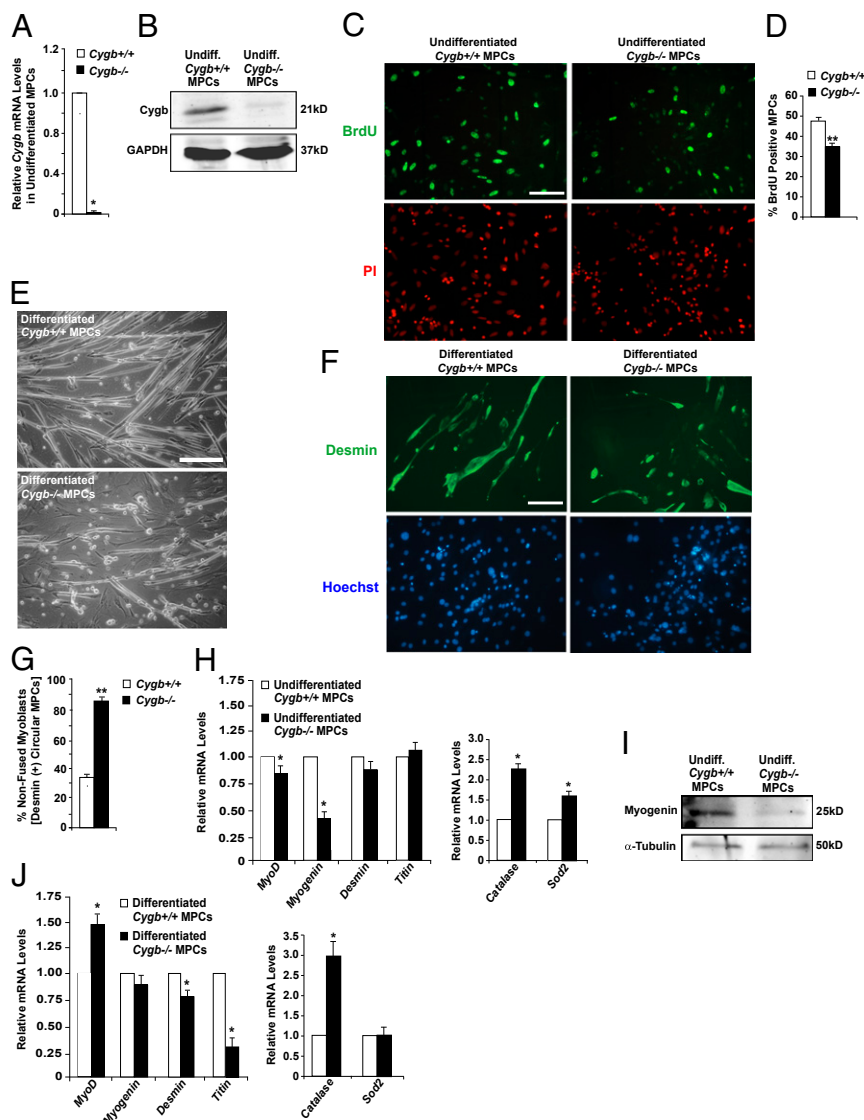 A
Relative Cygb mRNA Levels
in Undifferentiated MPCs
1.2
1
0.8
0.4
0
Cygb+/+
Cygb-/-
*
B
Undiff.
Cygb+/+
MPCs
Undiff.
Cygb-/-
MPCs
Cygb
21kD
GAPDH
37kD
C
Undifferentiated
Cygb+/+ MPCs
Undifferentiated
Cygb-/- MPCs
BrdU
PI
D
Cygb+/+
Cygb-/-
% BrdU Positive MPCs
60
50
40
30
20
10
0
**
E
Differentiated
Cygb+/+ MPCs
Differentiated
Cygb-/- MPCs
F
Differentiated
Cygb+/+ MPCs
Differentiated
Cygb-/- MPCs
Desmin
Hoechst
G
% Non-Fused Myoblasts
[Desmin (+) Circular MPCs]
100
80
60
40
20
0
**
Cygb+/+
Cygb-/-
H
Relative mRNA Levels
1.75
1.50
1.25
1.00
0.75
0.50
0.25
0
Undifferentiated
Cygb+/+ MPCs
Undifferentiated
Cygb-/- MPCs
*
*
MyoD
Myogenin
Desmin
Titin
Relative mRNA Levels
3.0
2.5
2.0
1.5
1.0
0.5
0
*
*
Catalase
Sod2
I
Undiff.
Cygb+/+
MPCs
Undiff.
Cygb-/-
MPCs
Myogenin
25kD
α-Tubulin
50kD
J
Relative mRNA Levels
1.75
1.50
1.25
1.00
0.75
0.50
0.25
0
Differentiated
Cygb+/+ MPCs
Differentiated
Cygb-/- MPCs
*
*
*
MyoD
Myogenin
Desmin
Titin
Relative mRNA Levels
3.5
3.0
2.5
2.0
1.5
1.0
0.5
0
*
Catalase
Sod2